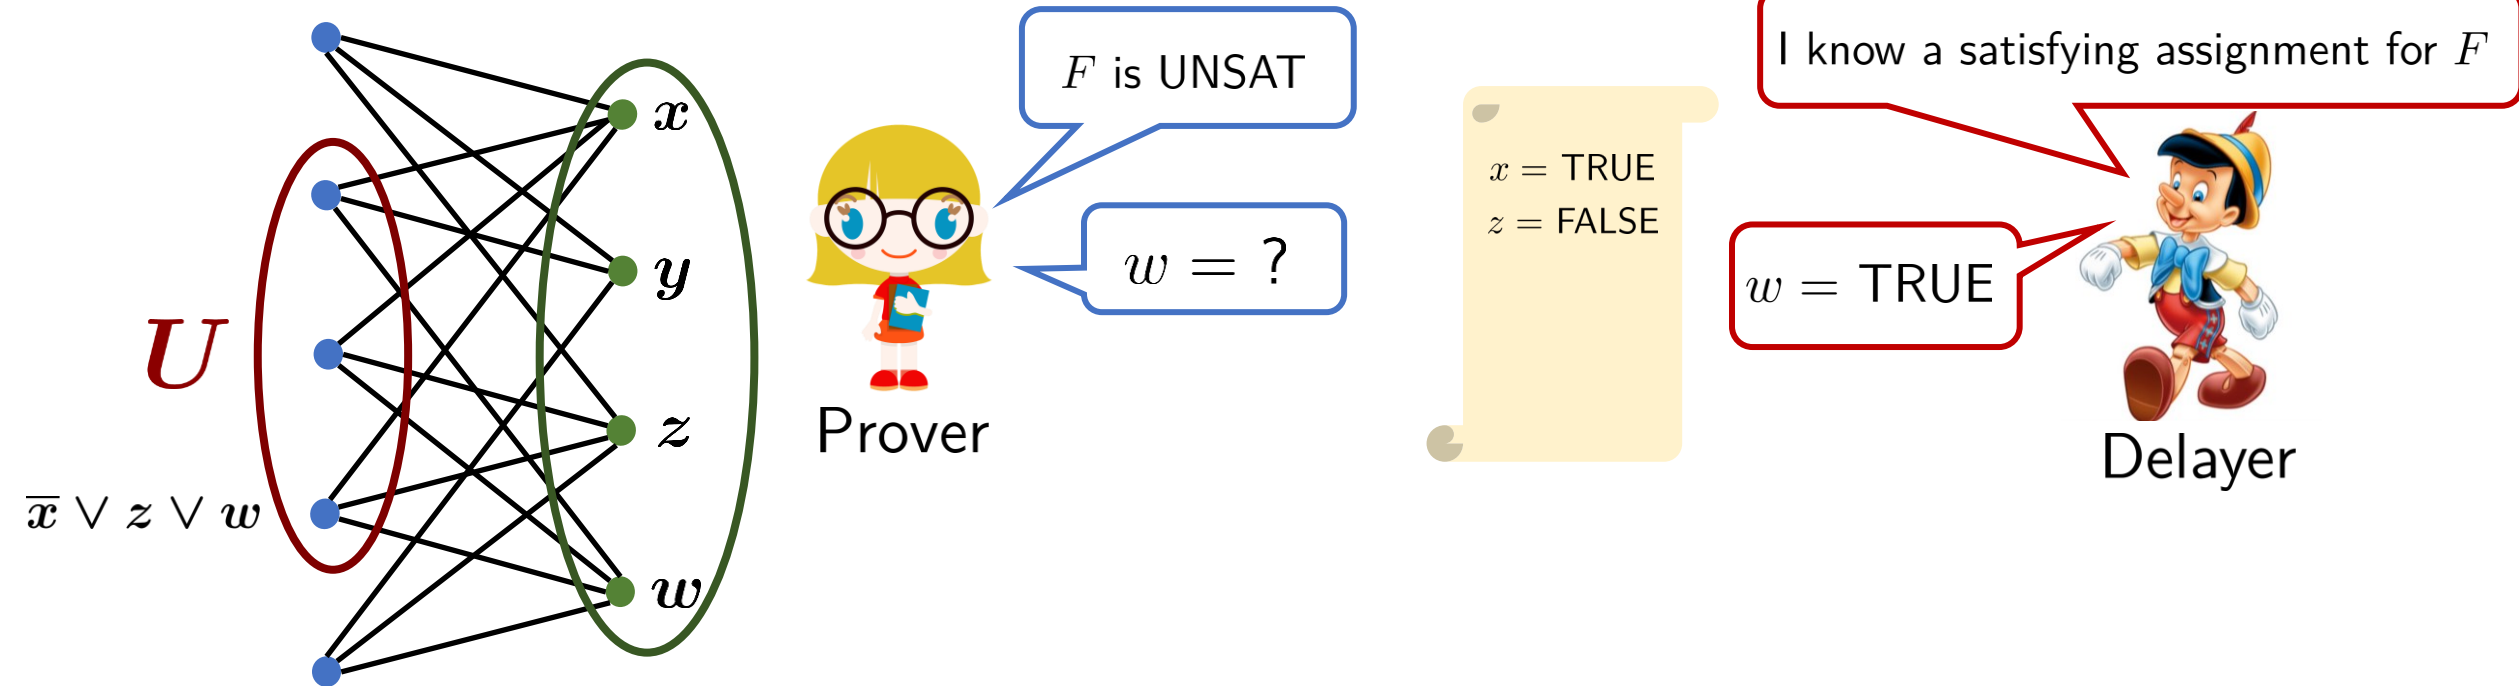 x
y
z
w
U
x̅ ∨ z ∨ w
F is UNSAT
w = ?
Prover
x = TRUE
z = FALSE
I know a satisfying assignment for F
w = TRUE
Delayer